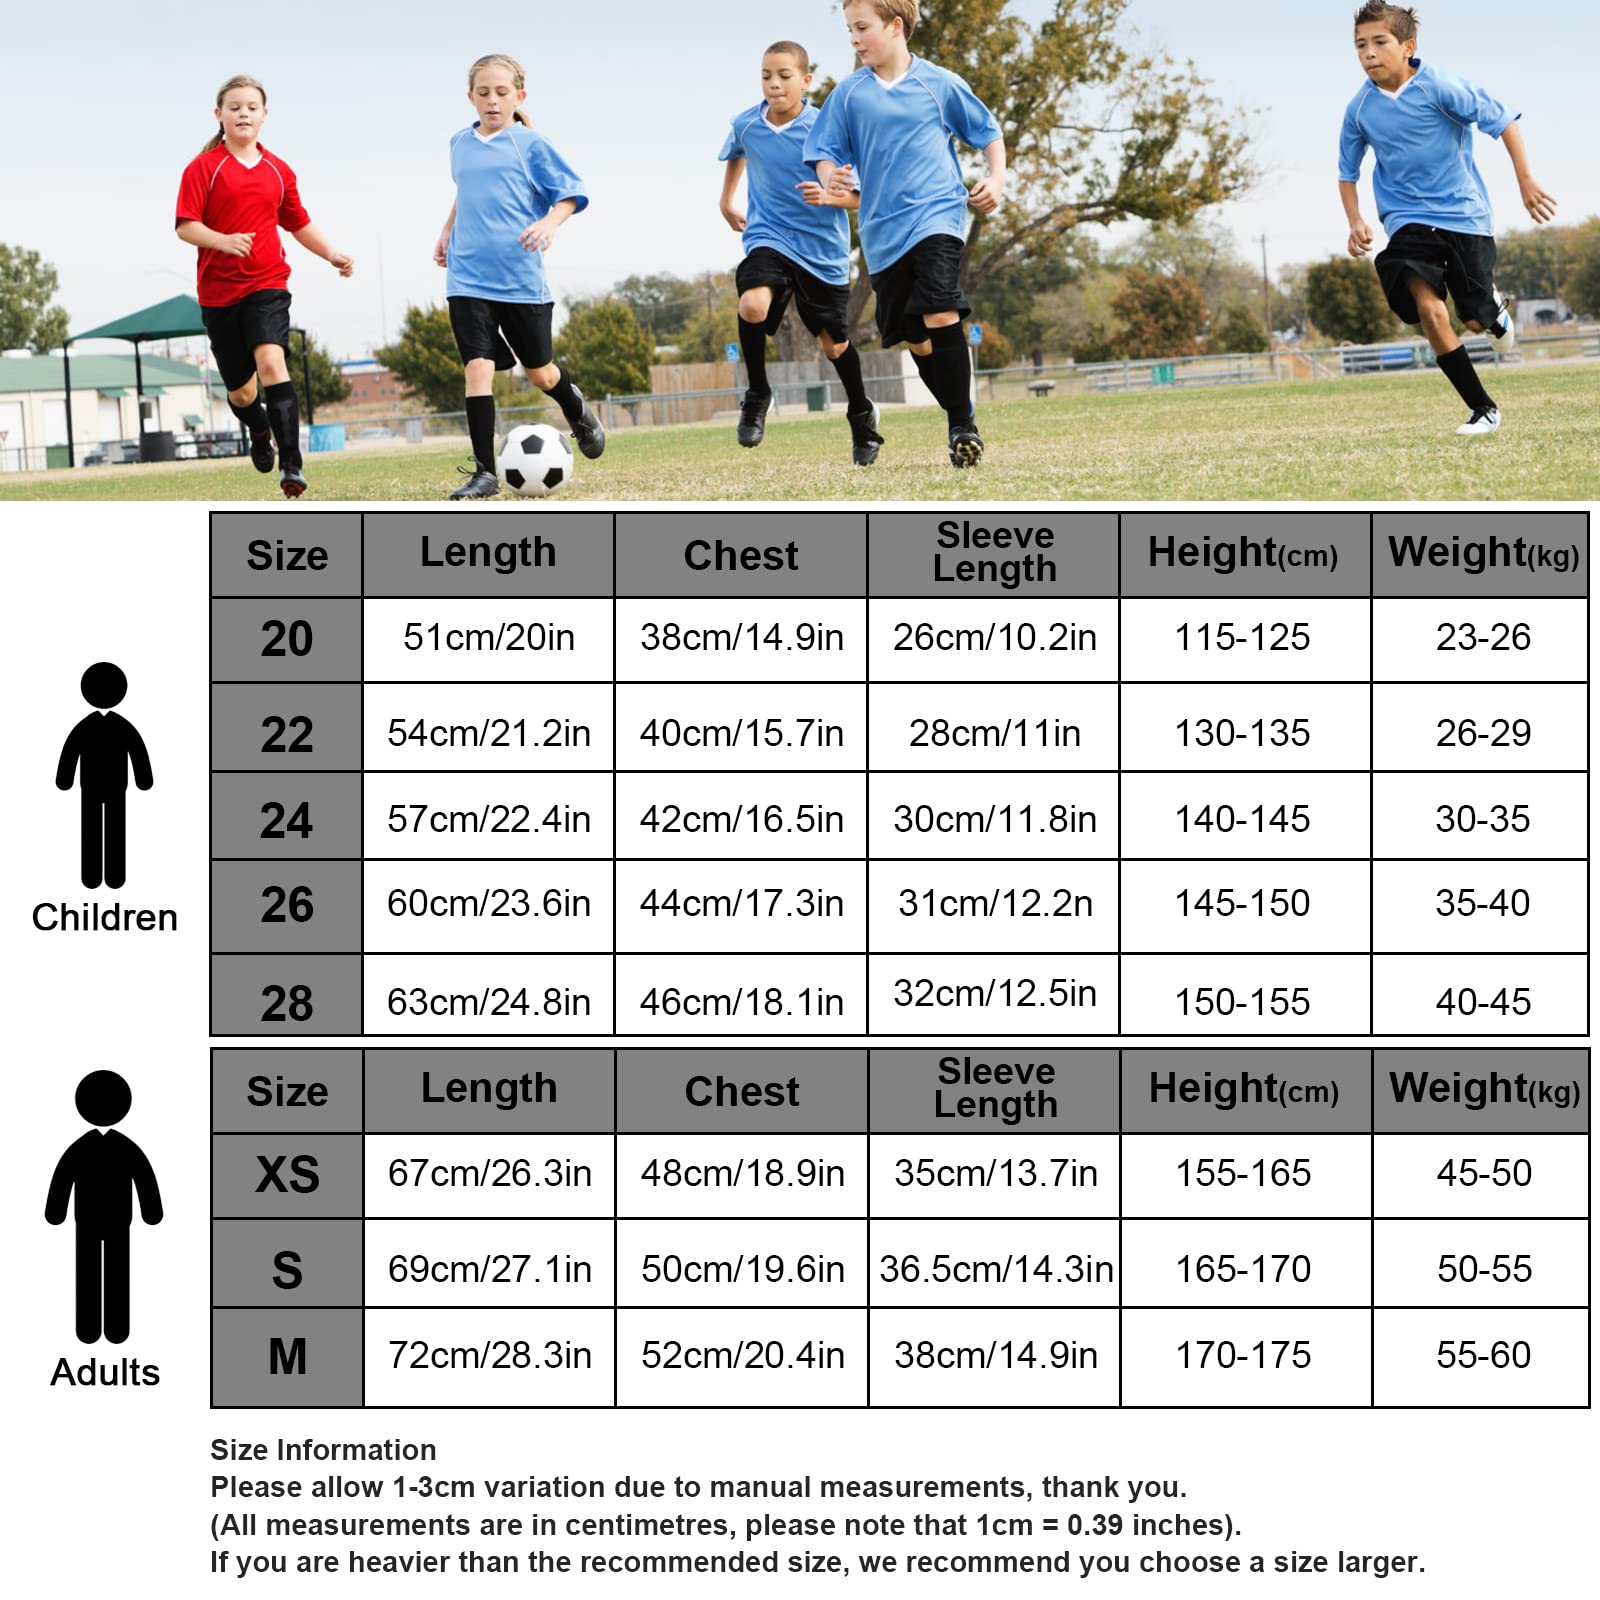 Size Length Chest Sleeve Length Height(cm) Weight(kg)
20 51cm/20in 38cm/14.9in 26cm/10.2in 115-125 23-26
22 54cm/21.2in 40cm/15.7in 28cm/11in 130-135 26-29
24 57cm/22.4in 42cm/16.5in 30cm/11.8in 140-145 30-35
26 60cm/23.6in 44cm/17.3in 31cm/12.2n 145-150 35-40
Children
28 63cm/24.8in 46cm/18.1in 32cm/12.5in 150-155 40-45
Size Length Chest Sleeve Length Height(cm) Weight(kg)
XS 67cm/26.3in 48cm/18.9in 35cm/13.7in 155-165 45-50
S 69cm/27.1in 50cm/19.6in 36.5cm/14.3in 165-170 50-55
M 72cm/28.3in 52cm/20.4in 38cm/14.9in 170-175 55-60
Adults
Size Information
Please allow 1-3cm variation due to manual measurements, thank you.
(All measurements are in centimetres, please note that 1cm = 0.39 inches).
If you are heavier than the recommended size, we recommend you choose a size larger.